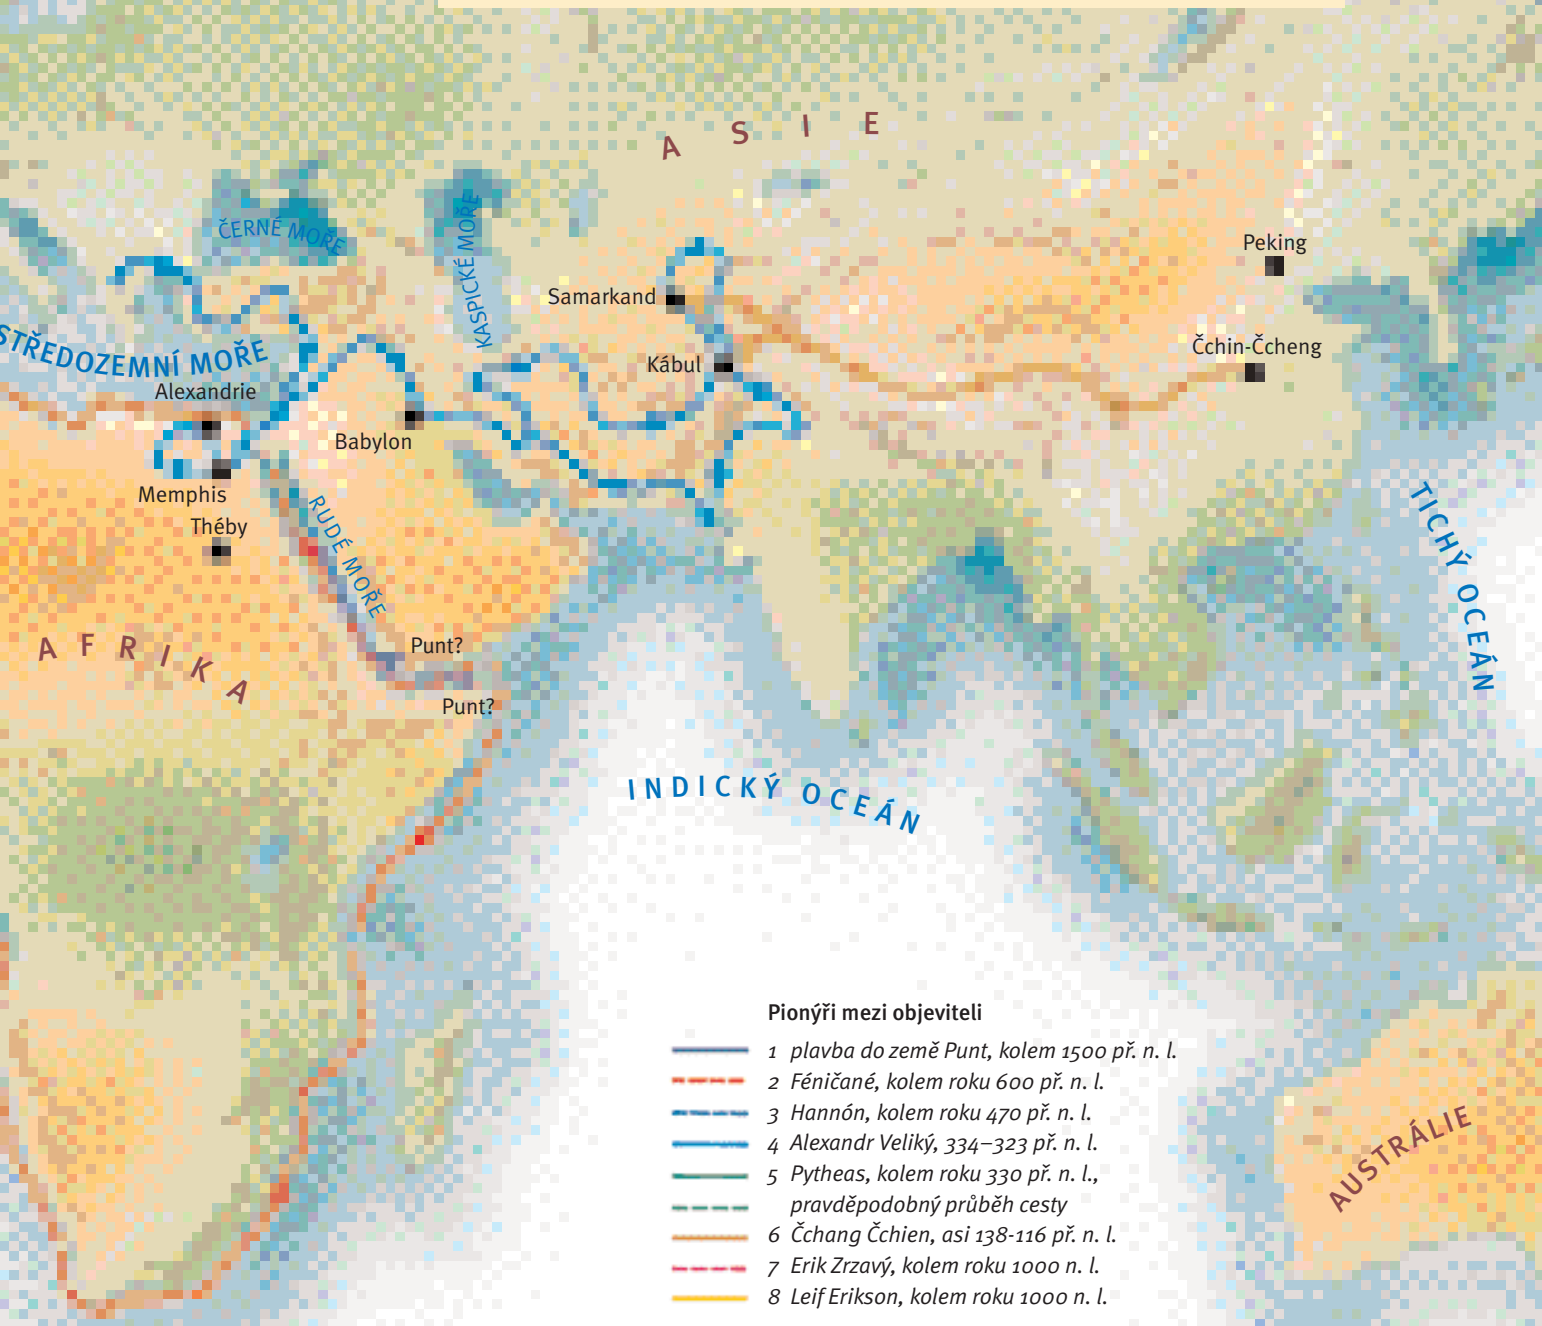 ASIE
ČERNÉ MOŘE
KASPICKÉ MOŘE
Peking
Samarkand
STŘEDOZEMNÍ MOŘE
Čchin-Ččheng
Kábul
Alexandrie
Babylon
Memphis
Théby
RUDÉ MOŘE
TICHÝ OCEÁN
AFRIKA
Punt?
Punt?
INDICKÝ OCEÁN
Pionýři mezi objeviteli
1 plavba do země Punt, kolem 1500 př. n. l.
2 Féničané, kolem roku 600 př. n. l.
3 Hannón, kolem roku 470 př. n. l.
4 Alexandr Veliký, 334–323 př. n. l.
5 Pytheas, kolem roku 330 př. n. l.,
pravděpodobný průběh cesty
6 Čchang Čchien, asi 138-116 př. n. l.
7 Erik Zrzavý, kolem roku 1000 n. l.
8 Leif Erikson, kolem roku 1000 n. l.
AUSTRÁLIE